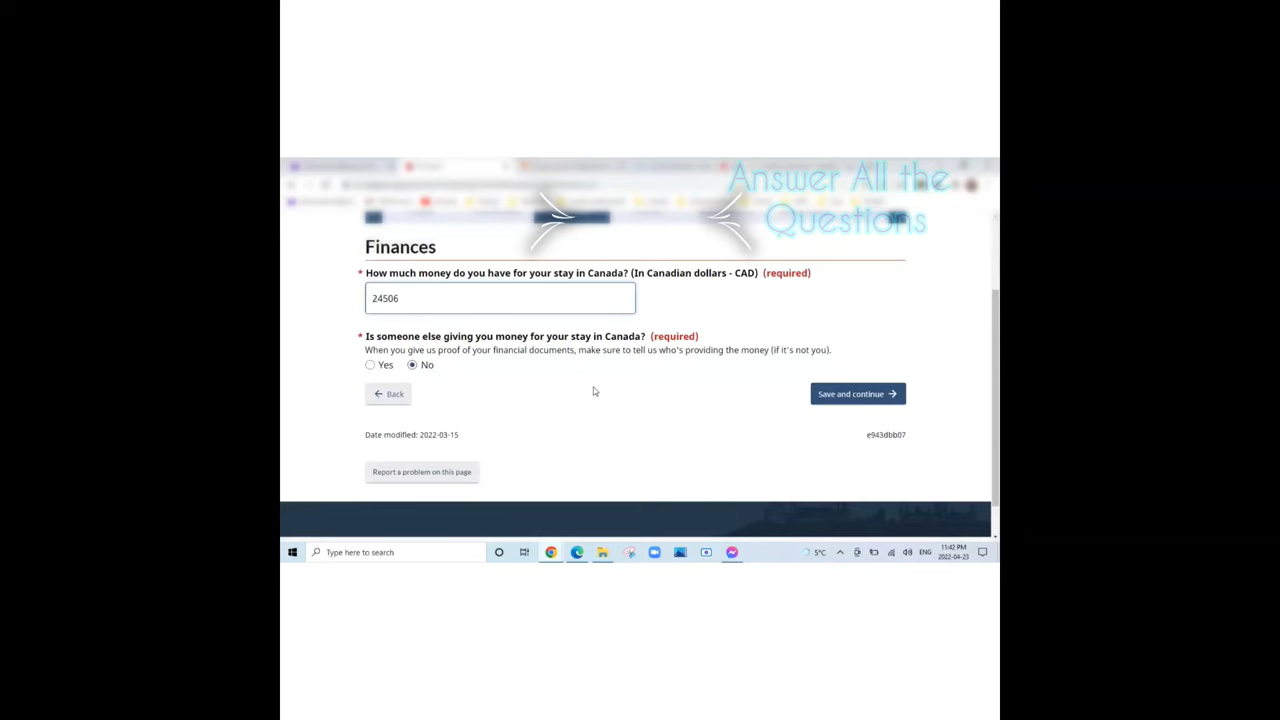 Answer All the
Questions
Finances
* How much money do you have for your stay in Canada? (In Canadian dollars - CAD) (required)
24506
* Is someone else giving you money for your stay in Canada? (required)
When you give us proof of your financial documents, make sure to tell us who's providing the money (if it's not you).
Yes No
Back
Save and continue
Date modified: 2022-03-15
e943dbb07
Report a problem on this page
Type here to search
5°C
ENG
11:42 PM
2022-04-23